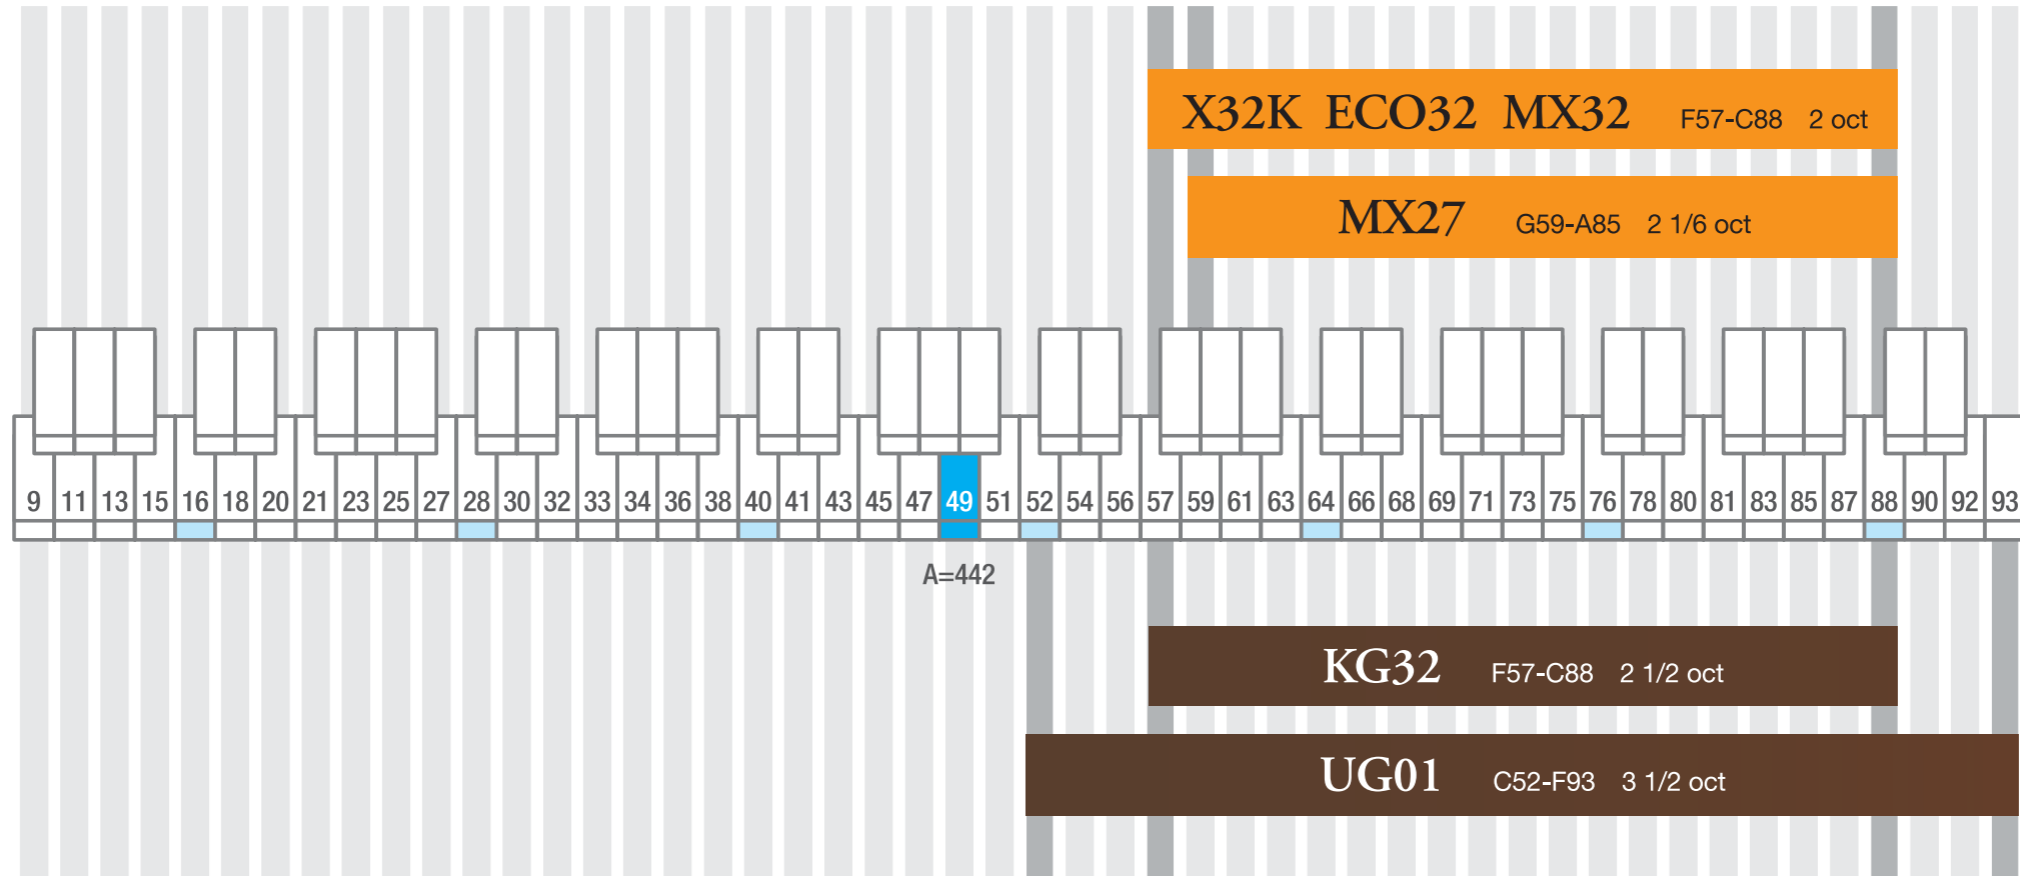 X32K ECO32 MX32 F57-C88 2 oct
MX27 G59-A85 2 1/6 oct
9 11 13 15 16 18 20 21 23 25 27 28 30 32 33 34 36 38 40 41 43 45 47 49 51 52 54 56 57 59 61 63 64 66 68 69 71 73 75 76 78 80 81 83 85 87 88 90 92 93
A=442
KG32 F57-C88 2 1/2 oct
UG01 C52-F93 3 1/2 oct